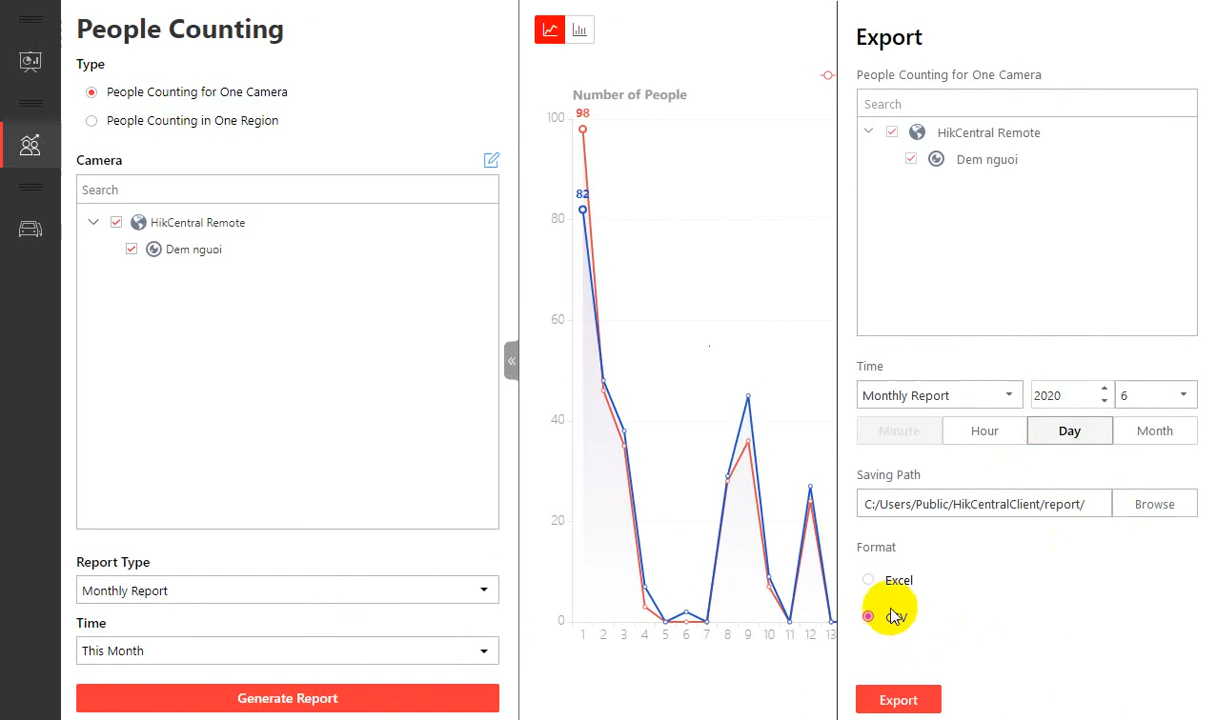 People Counting
Type
People Counting for One Camera
People Counting in One Region
Camera
Search
HikCentral Remote
Dem nguoi
Report Type
Monthly Report
Time
This Month
Generate Report
Number of People
100
80
60
40
20
0
98
82
1 2 3 4 5 6 7 8 9 10 11 12 13
Export
People Counting for One Camera
Search
HikCentral Remote
Dem nguoi
Time
Monthly Report 2020 6
Minute Hour Day Month
Saving Path
C:/Users/Public/HikCentralClient/report/ Browse
Format
Excel
Export